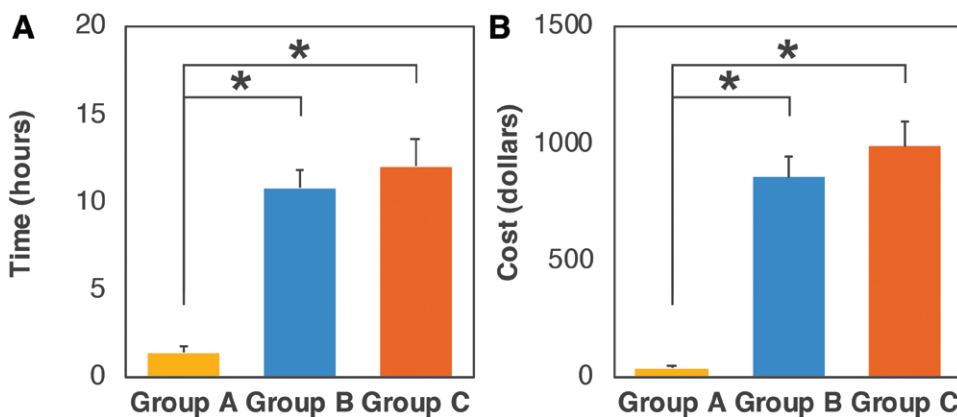 A
Time (hours)
20
15
10
5
0
*
*
Group A Group B Group C
B
Cost (dollars)
1500
1000
500
0
*
*
Group A Group B Group C